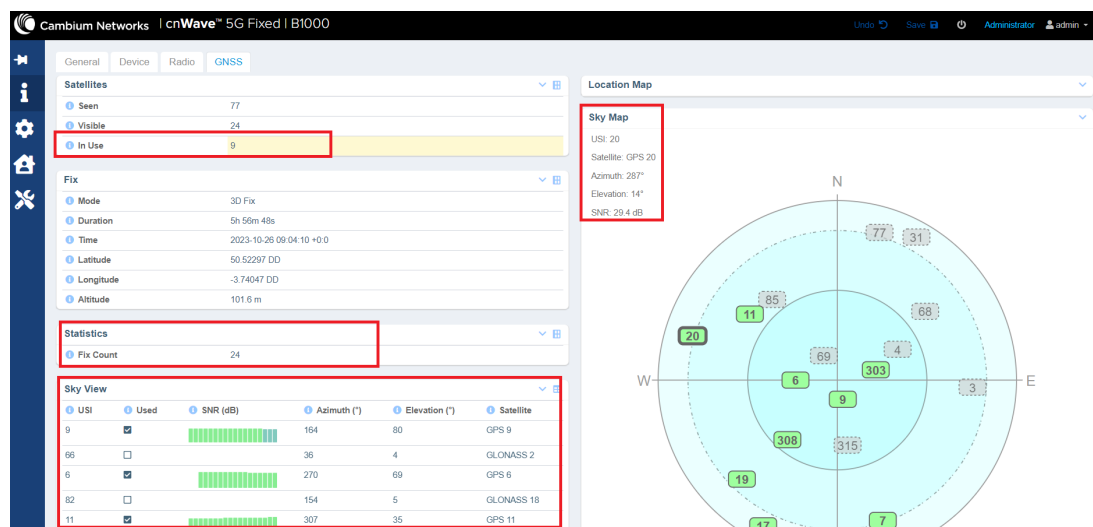 Cambium Networks | cnWave™ 5G Fixed | B1000
Undo Save Administrator admin
General Device Radio GNSS
Satellites
Seen 77
Visible 24
In Use 9
Fix
Mode 3D Fix
Duration 5h 56m 48s
Time 2023-10-26 09:04:10 +0:0
Latitude 50.52297 DD
Longitude -3.74047 DD
Altitude 101.6 m
Statistics
Fix Count 24
Sky View
USI Used SNR (dB) Azimuth (°) Elevation (°) Satellite
9 164 80 GPS 9
66 36 4 GLONASS 2
6 270 69 GPS 6
82 154 5 GLONASS 18
11 307 35 GPS 11
Location Map
Sky Map
USI: 20
Satellite: GPS 20
Azimuth: 287°
Elevation: 14°
SNR: 29.4 dB
N
77 31
85
11 68
20
4
69
303
W 6 3 E
9
308 315
19
17 7